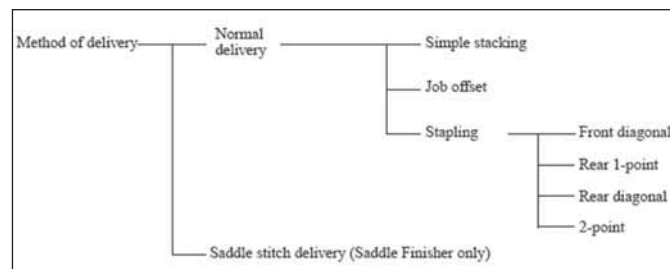 Method of delivery
Normal
delivery
Simple stacking
Job offset
Stapling
Front diagonal
Rear 1-point
Rear diagonal
2-point
Saddle stitch delivery (Saddle Finisher only)